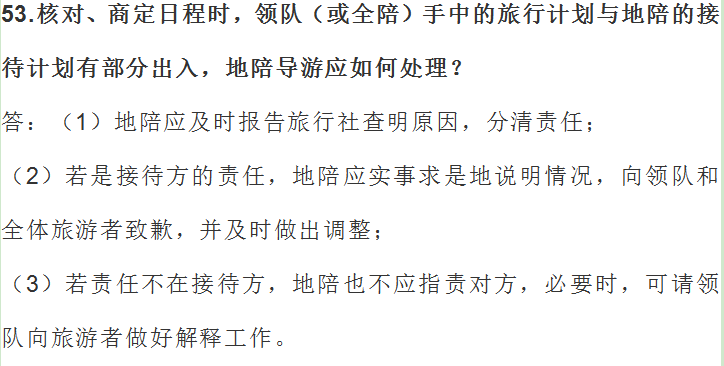 53.核对、商定日程时，领队（或全陪）手中的旅行计划与地陪的接
待计划有部分出入，地陪导游应如何处理？
答：（1）地陪应及时报告旅行社查明原因，分清责任；
（2）若是接待方的责任，地陪应实事求是地说明情况，向领队和
全体旅游者致歉，并及时做出调整；
（3）若责任不在接待方，地陪也不应指责对方，必要时，可请领
队向旅游者做好解释工作。